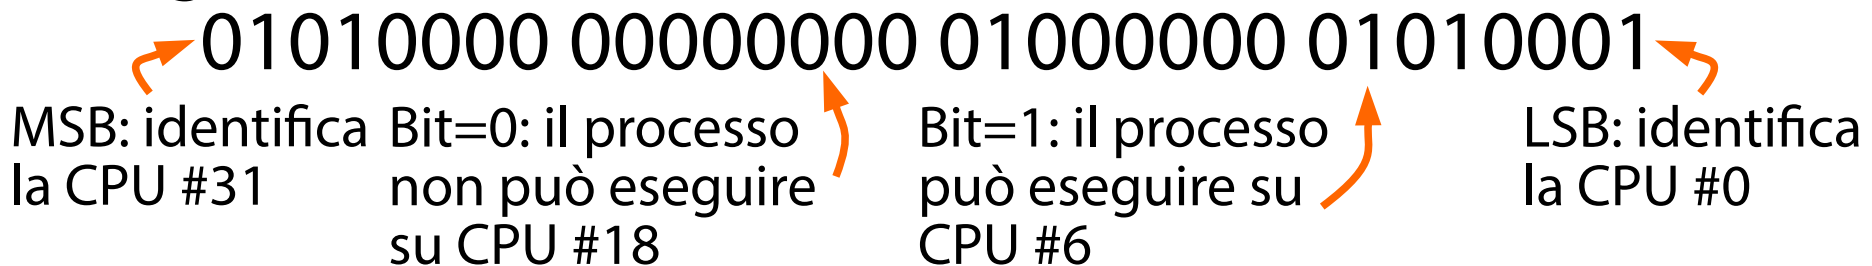 01010000 00000000 01000000 01010001
MSB: identifica
la CPU #31
Bit=0: il processo
non può eseguire
su CPU #18
Bit=1: il processo
può eseguire su
CPU #6
LSB: identifica
la CPU #0